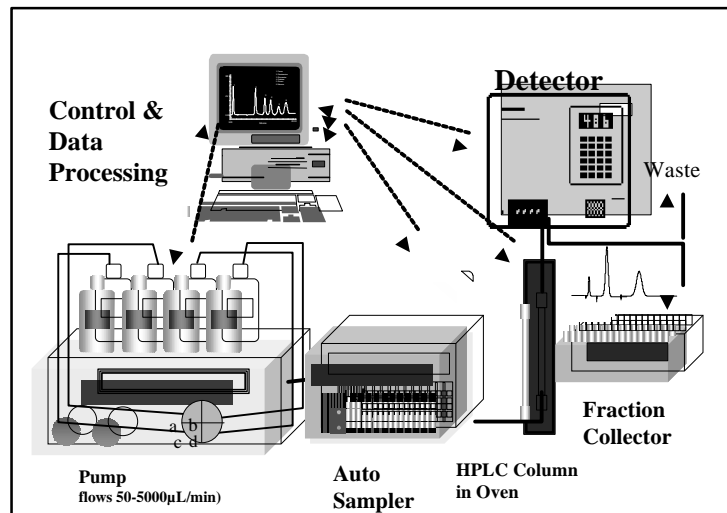 Control &
Data
Processing
Detector
Waste
a b
c d
Pump
flows 50-5000µL/min)
Auto
Sampler
HPLC Column
in Oven
Fraction
Collector